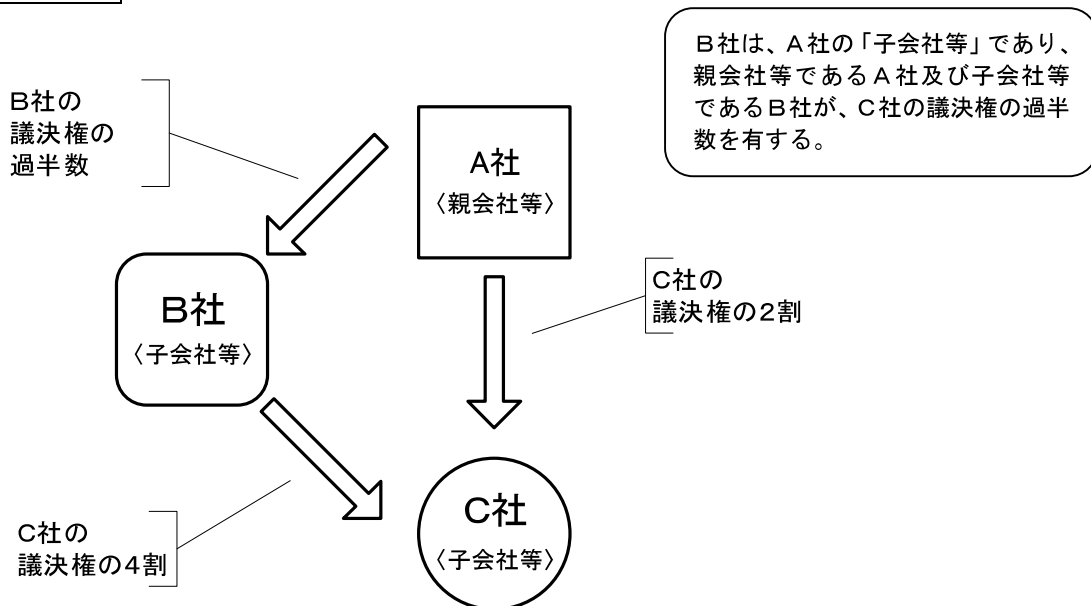 B社は、A社の「子会社等」であり、
親会社等であるA社及び子会社等
であるB社が、C社の議決権の過半
数を有する。
B社の
議決権の
過半数
A社
〈親会社等〉
B社
〈子会社等〉
C社の
議決権の2割
C社の
議決権の4割
C社
〈子会社等〉